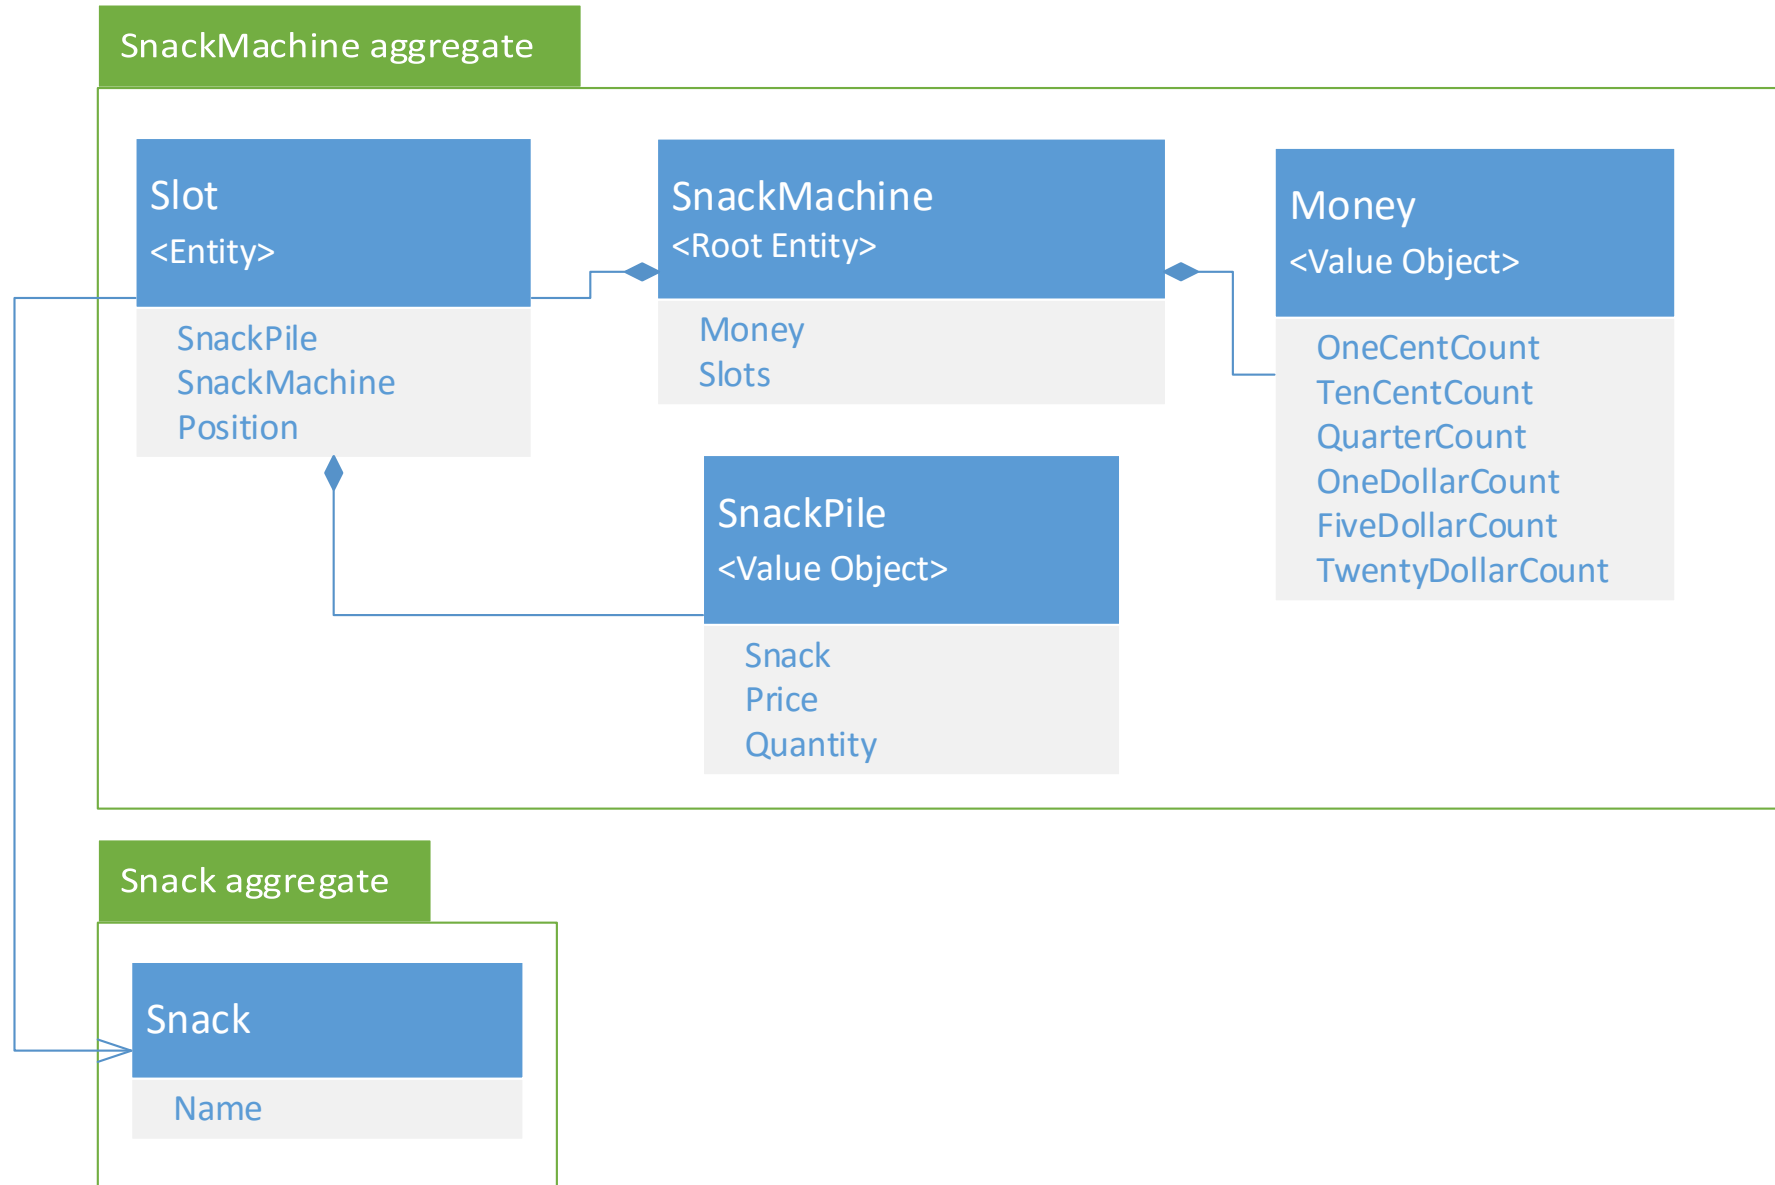 SnackMachine aggregate
Slot
<Entity>
SnackPile
SnackMachine
Position
SnackMachine
<Root Entity>
Money
Slots
Money
<Value Object>
OneCentCount
TenCentCount
QuarterCount
OneDollarCount
FiveDollarCount
TwentyDollarCount
SnackPile
<Value Object>
Snack
Price
Quantity
Snack aggregate
Snack
Name